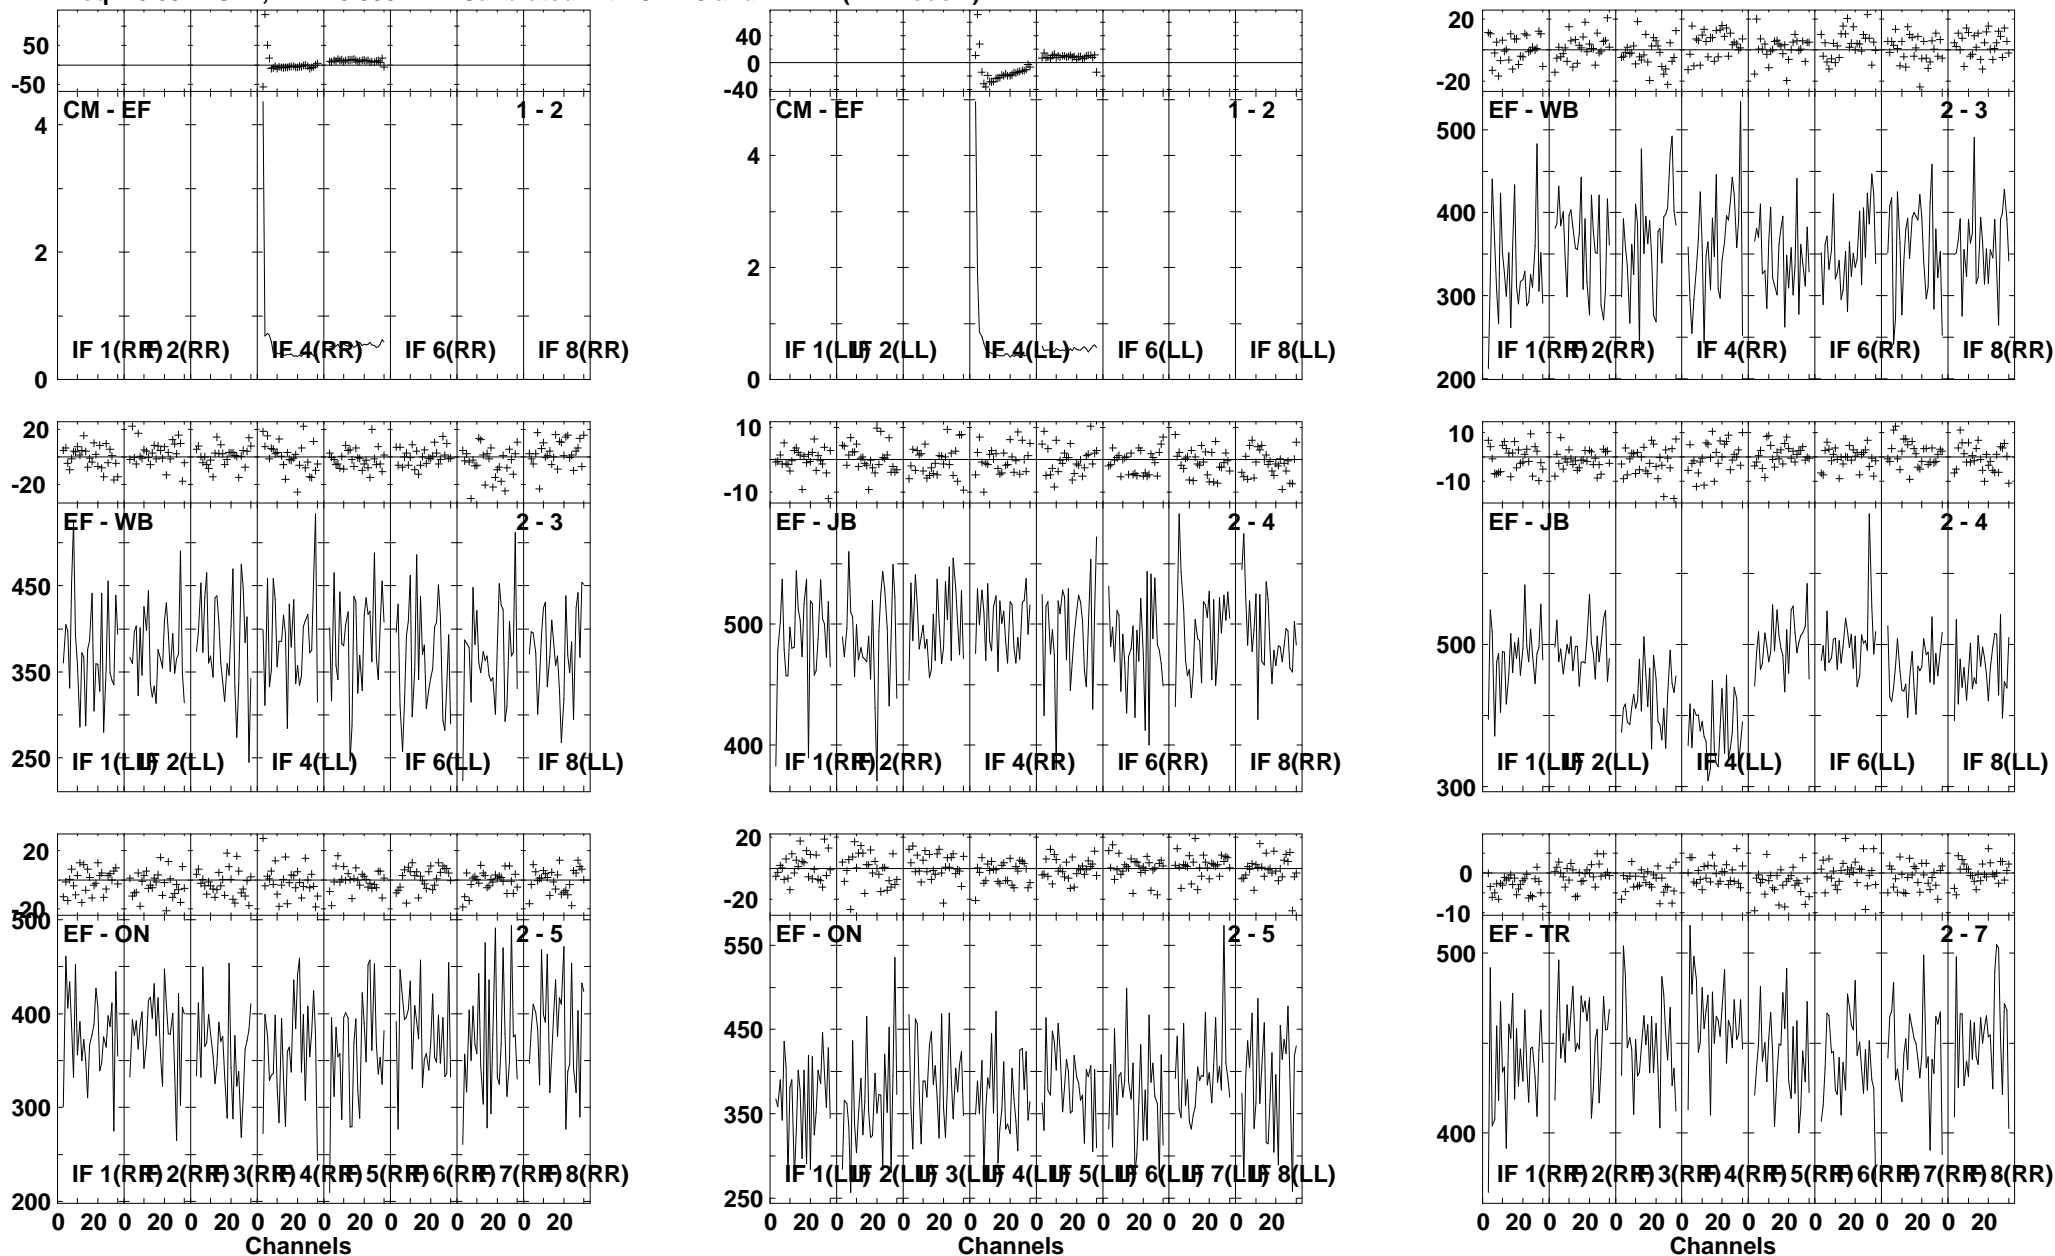 50
-50
CM - EF 1 - 2
4
2
0
IF 1(RR) IF 2(RR) IF 4(RR) IF 6(RR) IF 8(RR)
40
0
-40
CM - EF 1 - 2
4
2
0
IF 1(LL) IF 2(LL) IF 4(LL) IF 6(LL) IF 8(LL)
20
0
-20
EF - WB 2 - 3
500
400
300
200
IF 1(RR) IF 2(RR) IF 4(RR) IF 6(RR) IF 8(RR)
20
0
-20
EF - WB 2 - 3
450
350
250
IF 1(LL) IF 2(LL) IF 4(LL) IF 6(LL) IF 8(LL)
10
0
-10
EF - JB 2 - 4
500
400
IF 1(RR) IF 2(RR) IF 4(RR) IF 6(RR) IF 8(RR)
10
0
-10
EF - JB 2 - 4
500
300
IF 1(LL) IF 2(LL) IF 4(LL) IF 6(LL) IF 8(LL)
20
0
-20
500
EF - ON 2 - 5
400
300
200
IF 1(RR) IF 2(RR) IF 3(RR) IF 4(RR) IF 5(RR) IF 6(RR) IF 7(RR) IF 8(RR)
0 20 0 20 0 20 0 20 0 20 0 20 0 20 0 20
Channels
20
0
-20
EF - ON 2 - 5
550
450
350
250
IF 1(LL) IF 2(LL) IF 3(LL) IF 4(LL) IF 5(LL) IF 6(LL) IF 7(LL) IF 8(LL)
0 20 0 20 0 20 0 20 0 20 0 20 0 20 0 20
Channels
0
-10
EF - TR 2 - 7
500
400
IF 1(RR) IF 2(RR) IF 3(RR) IF 4(RR) IF 5(RR) IF 6(RR) IF 7(RR) IF 8(RR)
0 20 0 20 0 20 0 20 0 20 0 20 0 20 0 20
Channels